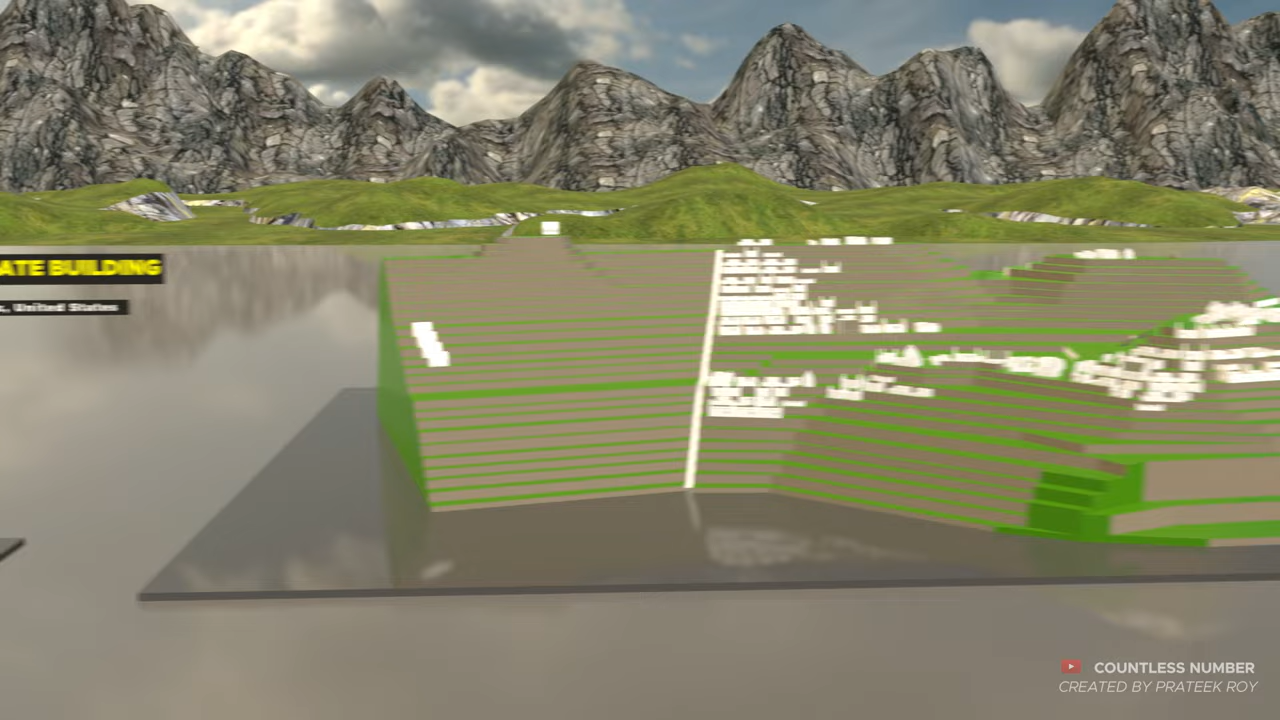 ATE BUILDING
, United States
COUNTLESS NUMBER
CREATED BY PRATEEK ROY